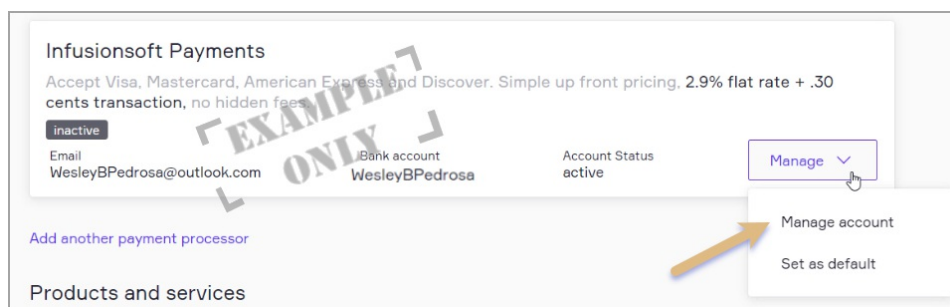 Infusionsoft Payments
Accept Visa, Mastercard, American Express and Discover. Simple up front pricing, 2.9% flat rate + .30
cents transaction, no hidden fees.
EXAMPLE
ONLY
inactive
Email
WesleyBPedrosa@outlook.com
Bank account
WesleyBPedrosa
Account Status
active
Manage
Manage account
Set as default
Add another payment processor
Products and services